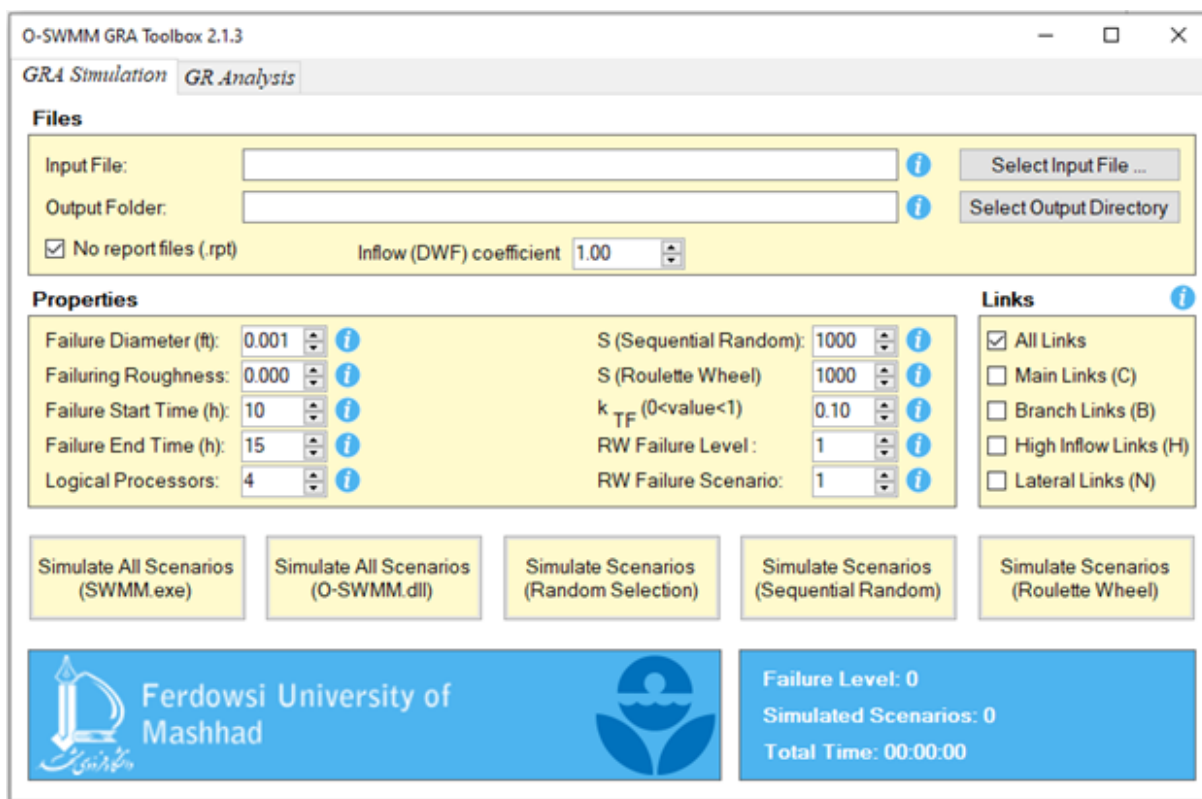 O-SWMM GRA Toolbox 2.1.3
GRA Simulation GR Analysis
Files
Input File: Select Input File ...
Output Folder: Select Output Directory
No report files (.rpt) Inflow (DWF) coefficient 1.00
Properties
Failure Diameter (ft): 0.001
Failuring Roughness: 0.000
Failure Start Time (h): 10
Failure End Time (h): 15
Logical Processors: 4
S (Sequential Random): 1000
S (Roulette Wheel) 1000
k TF (0<value<1) 0.10
RW Failure Level : 1
RW Failure Scenario: 1
Links
All Links
Main Links (C)
Branch Links (B)
High Inflow Links (H)
Lateral Links (N)
Simulate All Scenarios
(SWMM.exe)
Simulate All Scenarios
(O-SWMM.dll)
Simulate Scenarios
(Random Selection)
Simulate Scenarios
(Sequential Random)
Simulate Scenarios
(Roulette Wheel)
Ferdowsi University of
Mashhad
Failure Level: 0
Simulated Scenarios: 0
Total Time: 00:00:00